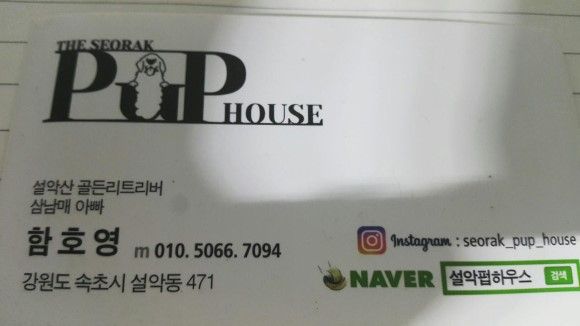 THE SEORAK
PuP HOUSE
설악산 골든리트리버
삼남매 아빠
함호영 m 010. 5066. 7094
강원도 속초시 설악동 471
Instagram : seorak_pup_house
NAVER 설악펍하우스 검색